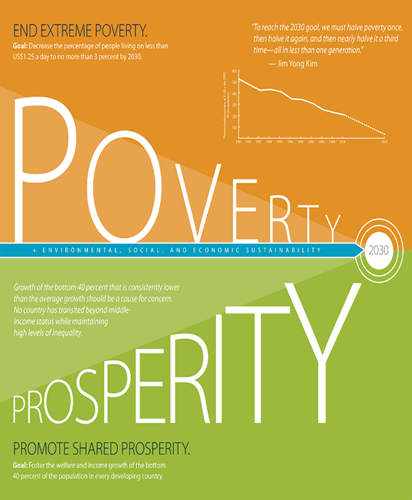 END EXTREME POVERTY.
Goal: Decrease the percentage of people living on less than
US$1.25 a day to no more than 3 percent by 2030.
"To reach the 2030 goal, we must halve poverty once,
then halve it again, and then nearly halve it a third
time—all in less than one generation."
— Jim Yong Kim
60
50
40
30
20
10
POVERTY
+ ENVIRONMENTAL, SOCIAL, AND ECONOMIC SUSTAINABILITY
2030
Growth of the bottom 40 percent that is consistently lower
than the average growth should be a cause for concern.
No country has transited beyond middle-
income status while maintaining
high levels of inequality.
PROSPERITY
PROMOTE SHARED PROSPERITY.
Goal: Foster the welfare and income growth of the bottom
40 percent of the population in every developing country.